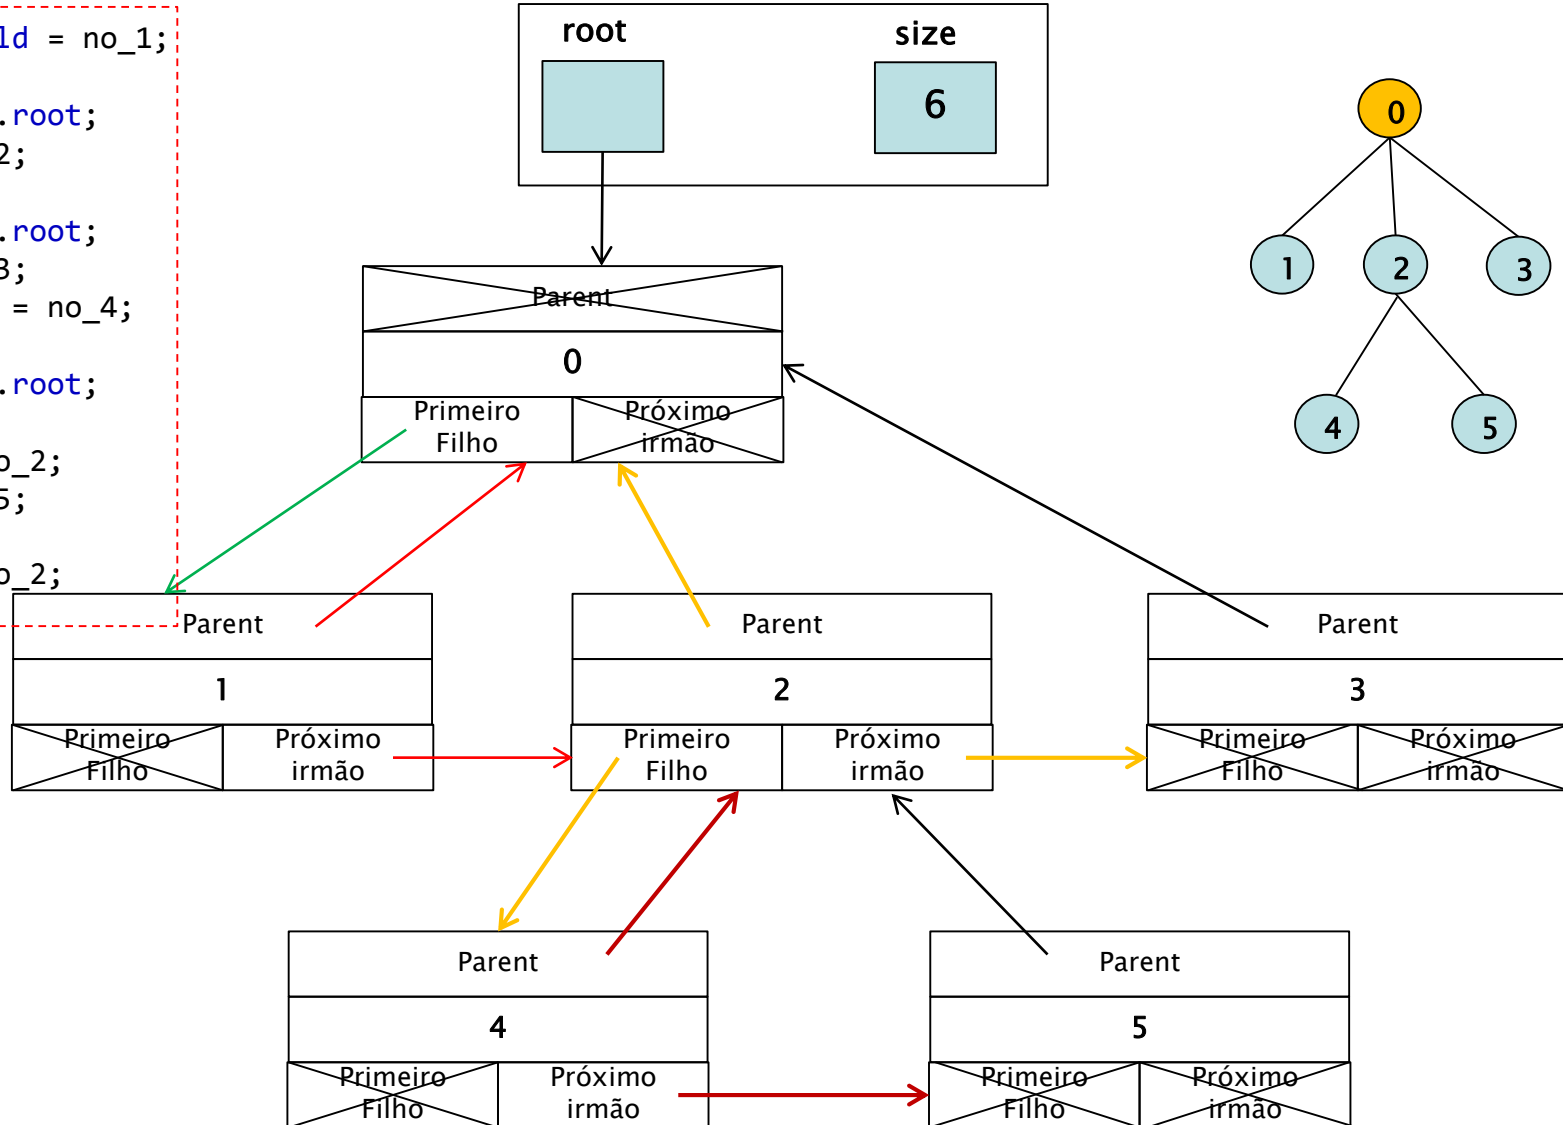 ld = no_1;
.root;
2;
.root;
3;
= no_4;
.root;
o_2;
5;
o_2;
root
size
6
Parent
0
Primeiro
Filho
Próximo
irmão
Parent
1
Primeiro
Filho
Próximo
irmão
Parent
2
Primeiro
Filho
Próximo
irmão
Parent
3
Primeiro
Filho
Próximo
irmão
Parent
4
Primeiro
Filho
Próximo
irmão
Parent
5
Primeiro
Filho
Próximo
irmão
0
1
2
3
4
5